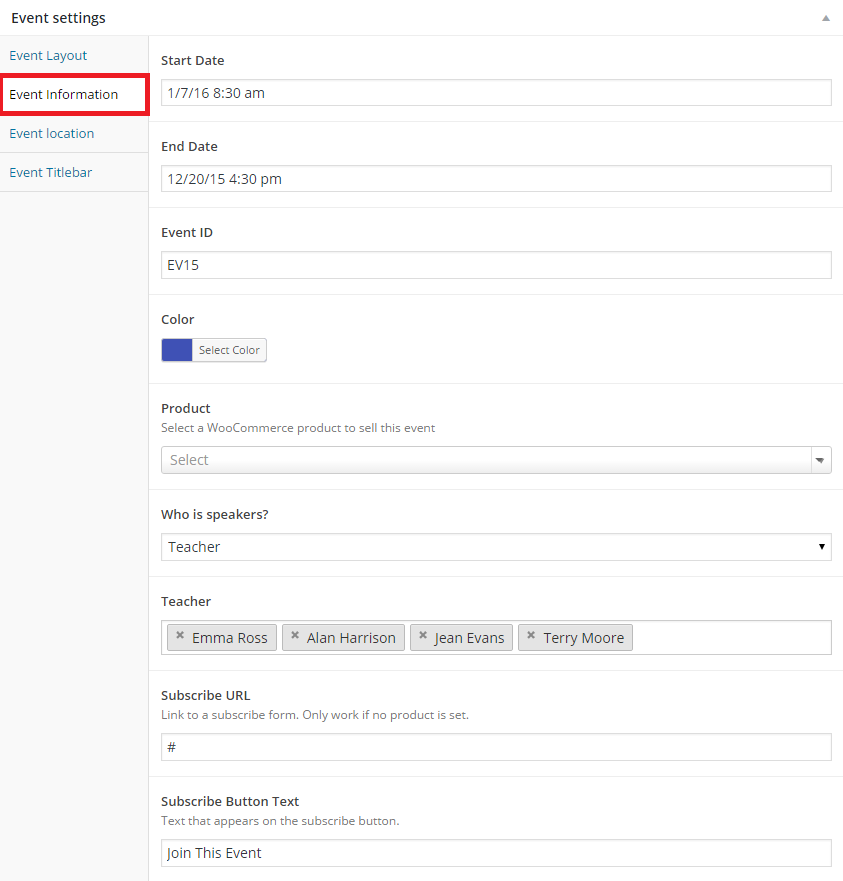 Event settings
Event Layout
Event Information
Event location
Event Titlebar
Start Date
1/7/16 8:30 am
End Date
12/20/15 4:30 pm
Event ID
EV15
Color
Select Color
Product
Select a WooCommerce product to sell this event
Select
Who is speakers?
Teacher
Teacher
Emma Ross Alan Harrison Jean Evans Terry Moore
Subscribe URL
Link to a subscribe form. Only work if no product is set.
#
Subscribe Button Text
Text that appears on the subscribe button.
Join This Event